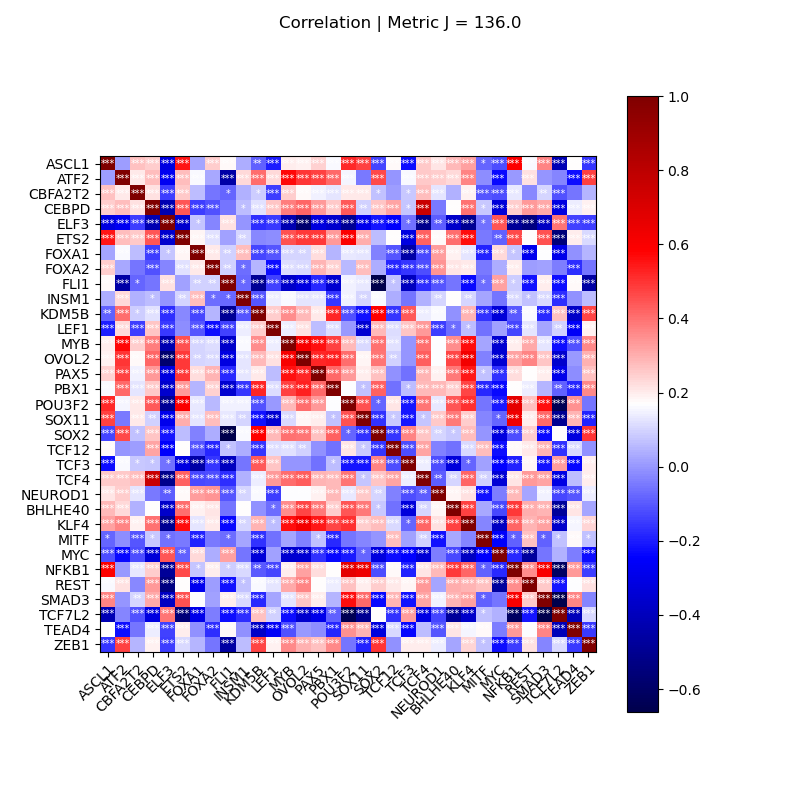 Correlation | Metric J = 136.0
ASCL1
ATF2
CBFA2T2
CEBPD
ELF3
ETS2
FOXA1
FOXA2
FLI1
INSM1
KDM5B
LEF1
MYB
OVOL2
PAX5
PBX1
POU3F2
SOX11
SOX2
TCF12
TCF3
TCF4
NEUROD1
BHLHE40
KLF4
MITF
MYC
NFKB1
REST
SMAD3
TCF7L2
TEAD4
ZEB1
ASCL1
ATF2
CBFA2T2
CEBPD
ELF3
ETS2
FOXA1
FOXA2
FLI1
INSM1
KDM5B
LEF1
MYB
OVOL2
PAX5
PBX1
POU3F2
SOX11
SOX2
TCF12
TCF3
TCF4
NEUROD1
BHLHE40
KLF4
MITF
MYC
NFKB1
REST
SMAD3
TCF7L2
TEAD4
ZEB1
1.0
0.8
0.6
0.4
0.2
0.0
−0.2
−0.4
−0.6